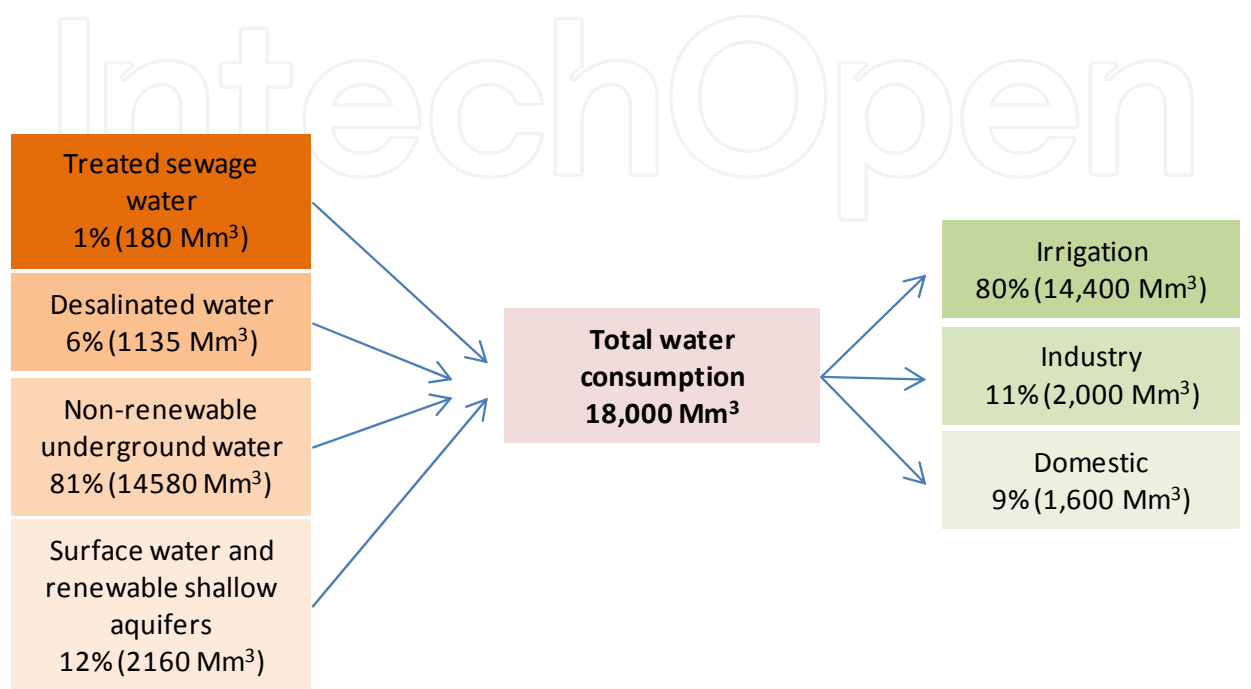 IntechOpen
Treated sewage
water
1% (180 Mm³)
Desalinated water
6% (1135 Mm³)
Non-renewable
underground water
81% (14580 Mm³)
Surface water and
renewable shallow
aquifers
12% (2160 Mm³)
Total water
consumption
18,000 Mm³
Irrigation
80% (14,400 Mm³)
Industry
11% (2,000 Mm³)
Domestic
9% (1,600 Mm³)